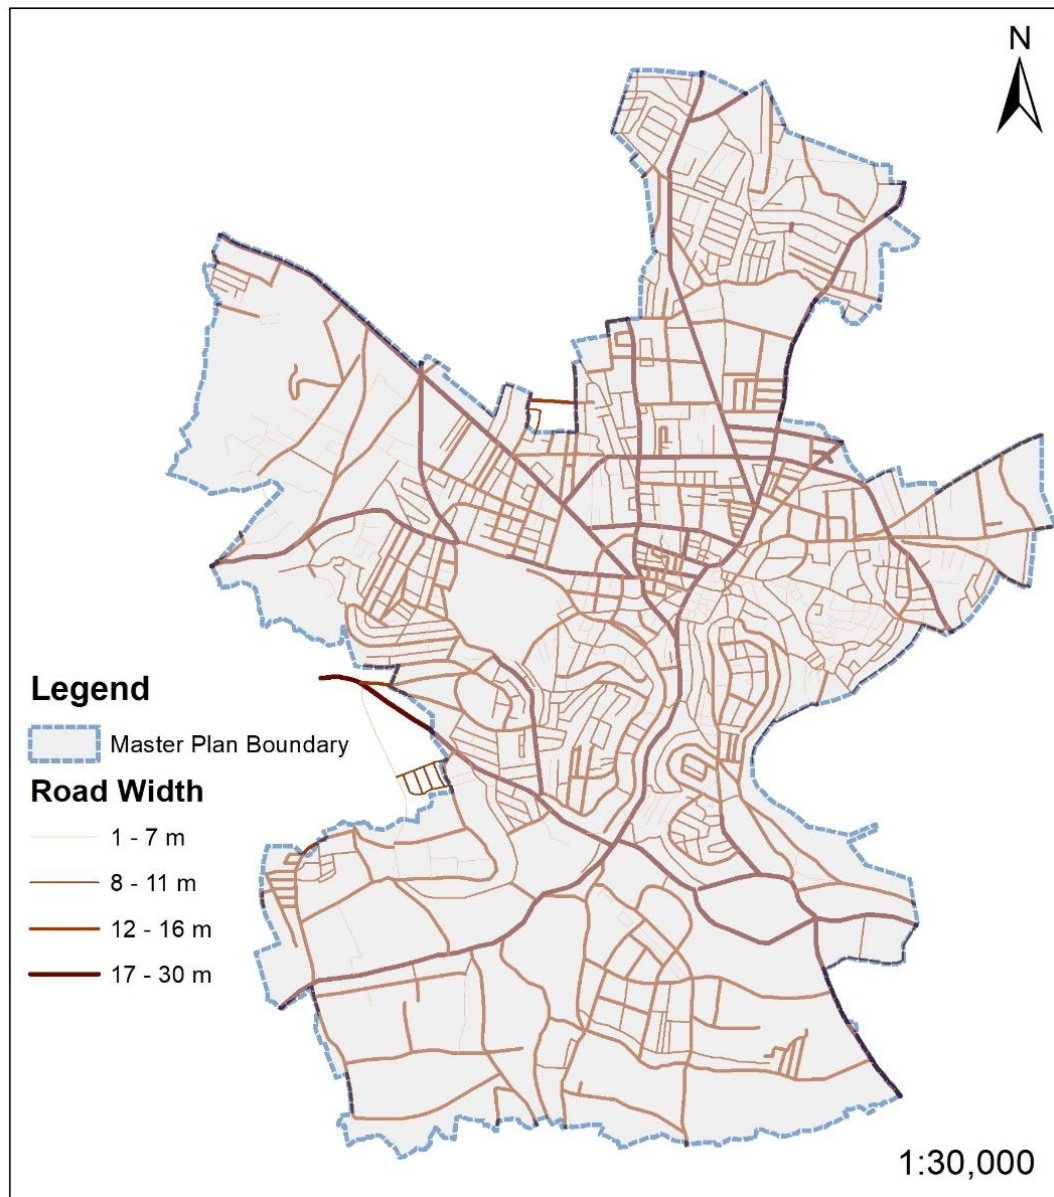 N
Legend
Master Plan Boundary
Road Width
1 - 7 m
8 - 11 m
12 - 16 m
17 - 30 m
1:30,000